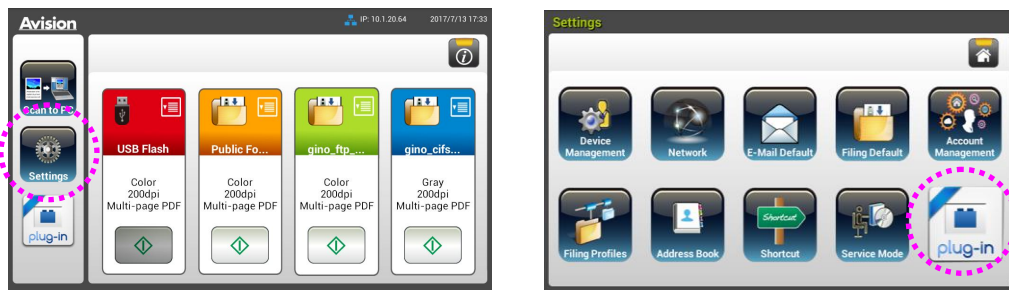 Avision
IP: 10.1.20.64 2017/7/13 17:33
Scan to PC
Settings
plug-in
USB Flash
Color
200dpi
Multi-page PDF
Public Fo...
Color
200dpi
Multi-page PDF
gino_ftp_...
Color
200dpi
Multi-page PDF
gino_cifs...
Gray
200dpi
Multi-page PDF
Settings
Device
Management
Network
E-Mail Default
Filing Default
Account
Management
Filing Profiles
Address Book
Shortcut
Shortcut
Service Mode
plug-in